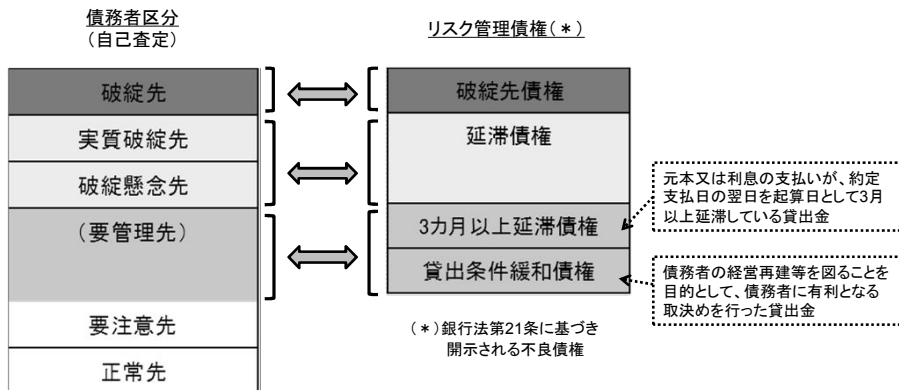 債務者区分
(自己査定)
リスク管理債権(*)
破綻先
実質破綻先
破綻懸念先
(要管理先)
要注意先
正常先
破綻先債権
延滞債権
3カ月以上延滞債権
貸出条件緩和債権
元本又は利息の支払いが、約定
支払日の翌日を起算日として3月
以上延滞している貸出金
債務者の経営再建等を図ることを
目的として、債務者に有利となる
取決めを行った貸出金
(*)銀行法第21条に基づき
開示される不良債権